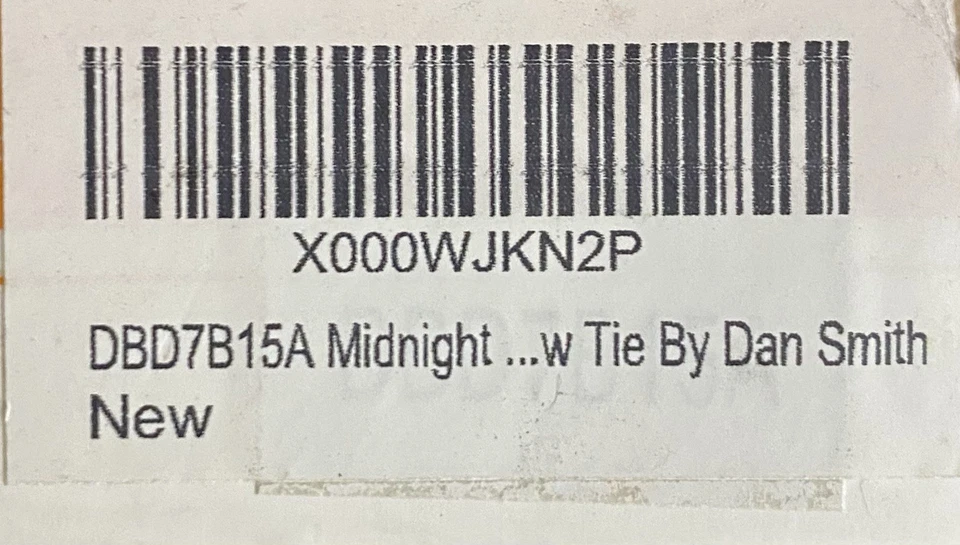 X000WJKN2P
DBD7B15A Midnight ...w Tie By Dan Smith
New